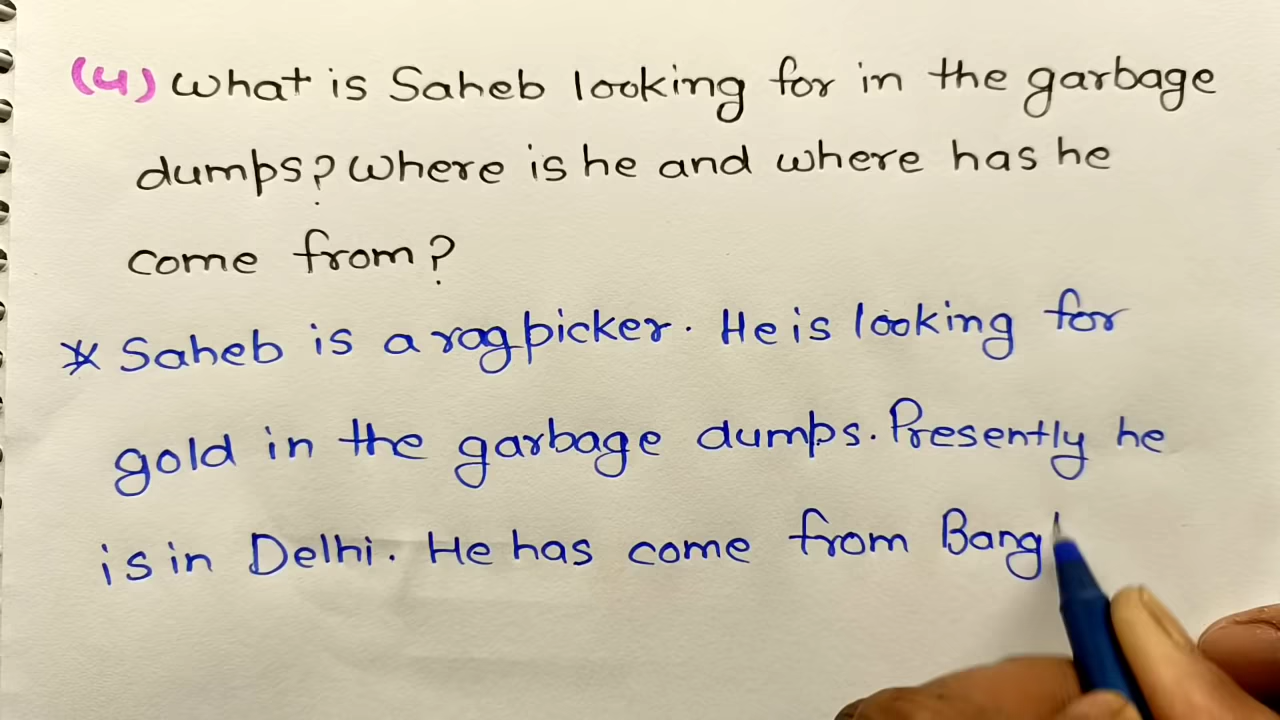 (4) What is Saheb looking for in the garbage
dumps? Where is he and where has he
come from?
* Saheb is a ragpicker. He is looking for
gold in the garbage dumps. Presently he
is in Delhi. He has come from Bangl